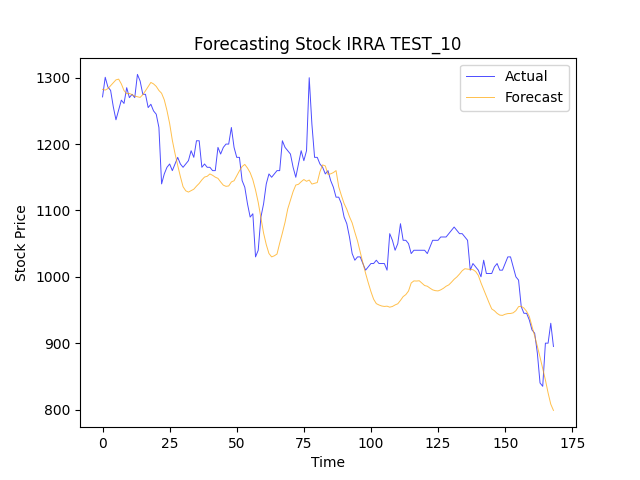 Forecasting Stock IRRA TEST_10
Actual
Forecast
1300
1200
1100
1000
900
800
Stock Price
0 25 50 75 100 125 150 175
Time